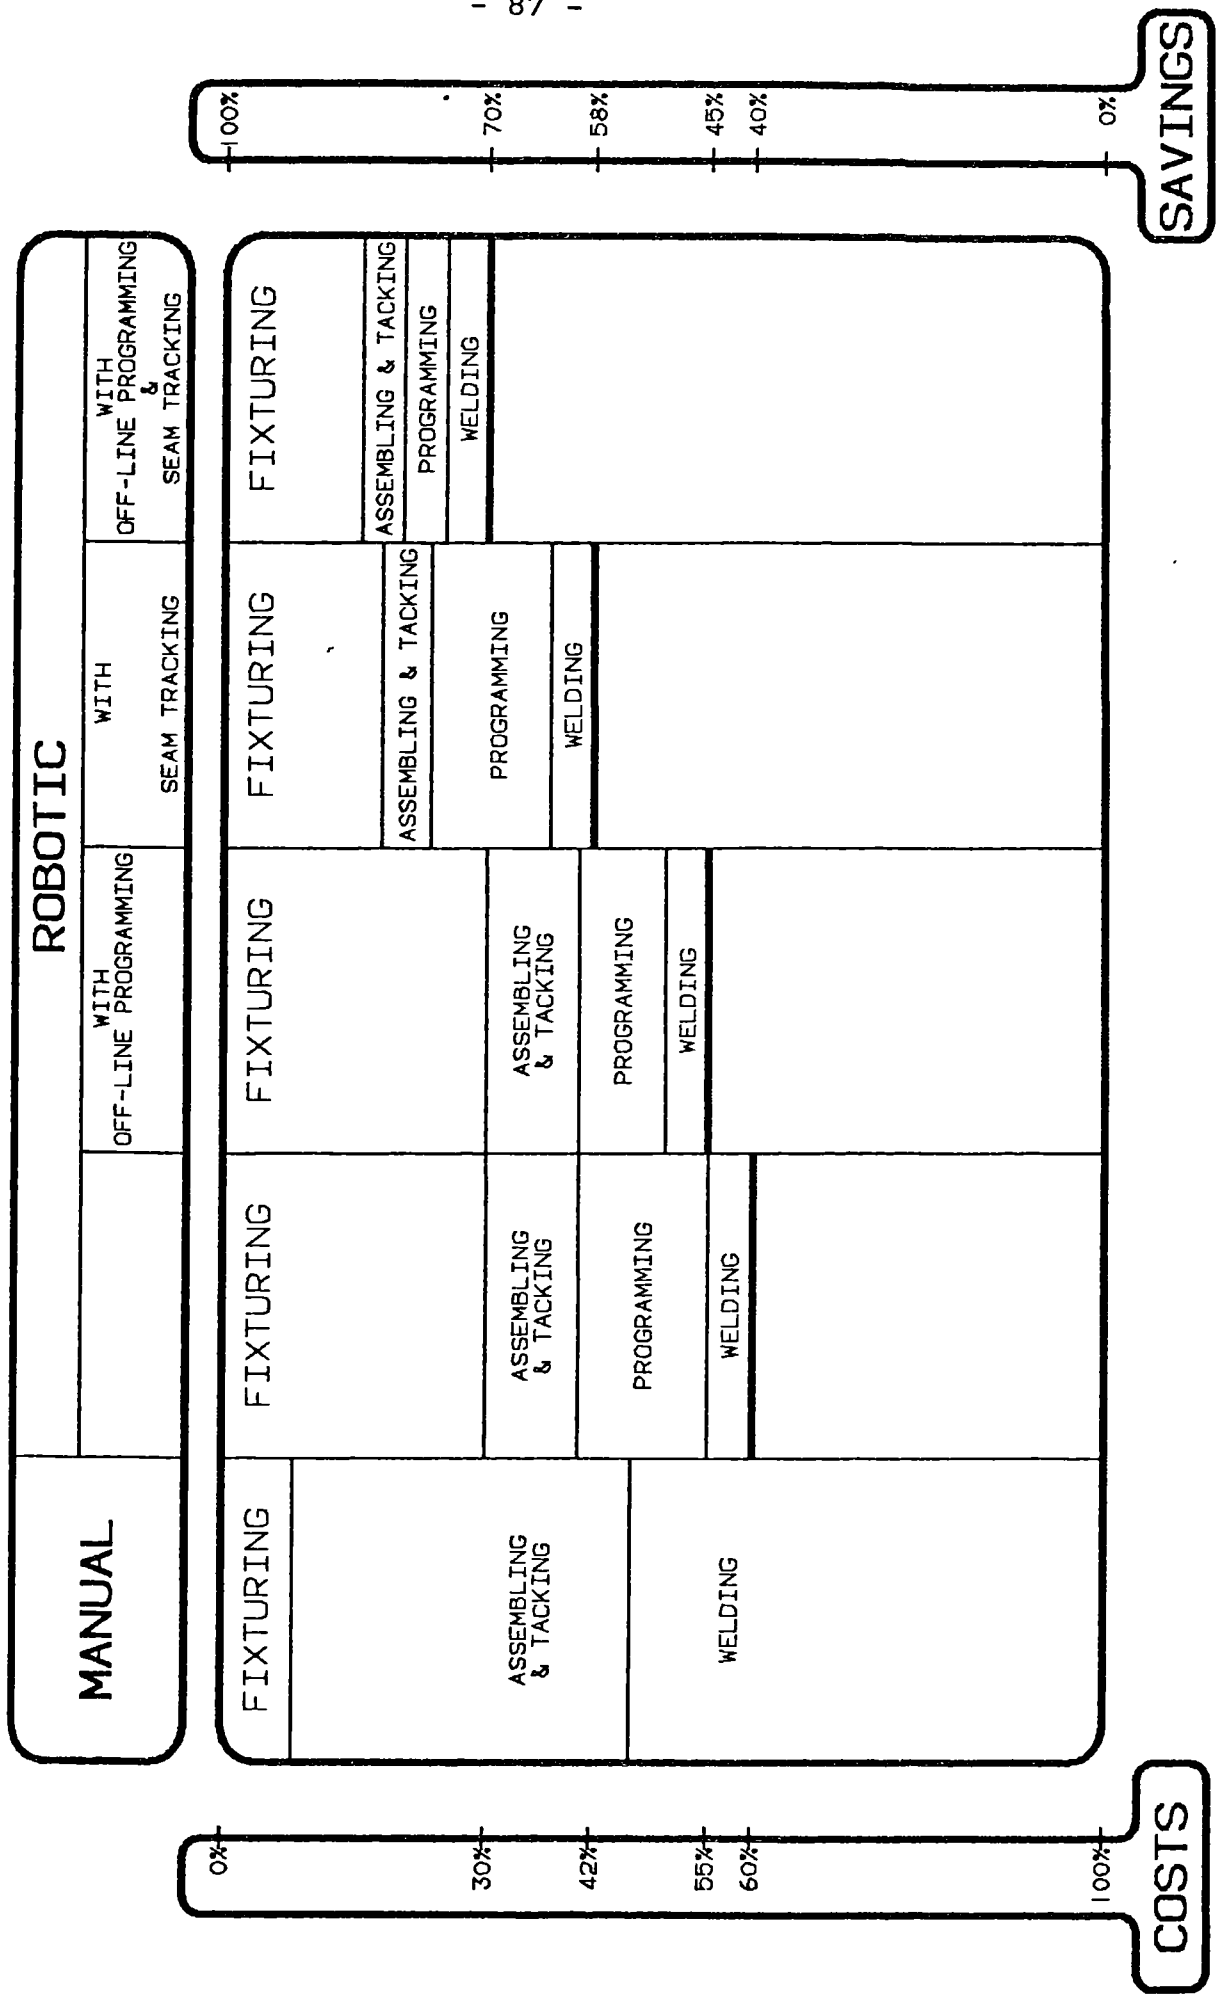 - 87 -
MANUAL
ROBOTIC
WITH
OFF-LINE PROGRAMMING
WITH
SEAM TRACKING
WITH
OFF-LINE PROGRAMMING
&
SEAM TRACKING
COSTS
0%
30%
42%
55%
60%
100%
FIXTURING
ASSEMBLING
& TACKING
WELDING
FIXTURING
ASSEMBLING
& TACKING
PROGRAMMING
WELDING
FIXTURING
ASSEMBLING
& TACKING
PROGRAMMING
WELDING
FIXTURING
ASSEMBLING & TACKING
PROGRAMMING
WELDING
FIXTURING
ASSEMBLING & TACKING
PROGRAMMING
WELDING
100%
70%
58%
45%
40%
0%
SAVINGS